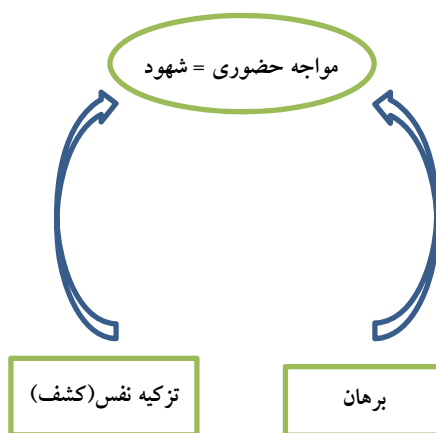 مواجه حضوری = شهود
برهان
تزکیه نفس(کشف)